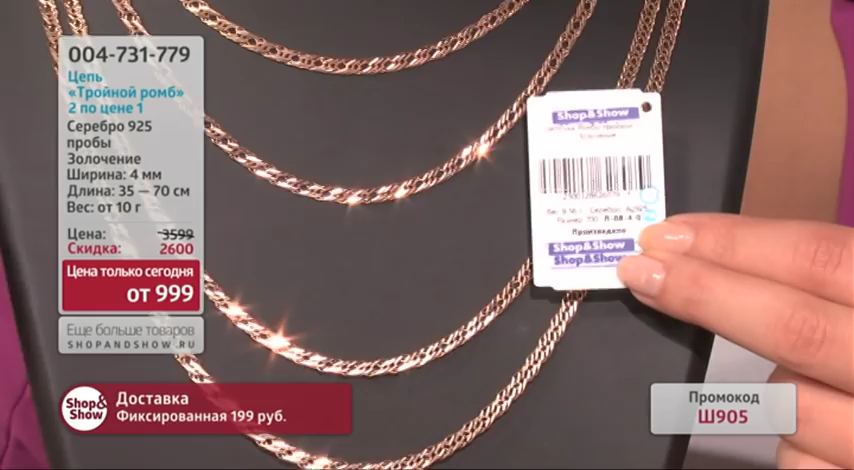 004-731-779
Цепь
«Тройной ромб»
2 по цене 1
Серебро 925
пробы
Золочение
Ширина: 4 мм
Длина: 35 — 70 см
Вес: от 10 г
Цена: 3599
Скидка: 2600
Цена только сегодня
от 999
Еще больше товаров
SHOPANDSHOW.RU
Shop&Show
Производело
Shop&Show
Shop&Show
Shop& Show
Доставка
Фиксированная 199 руб.
Промокод
Ш905